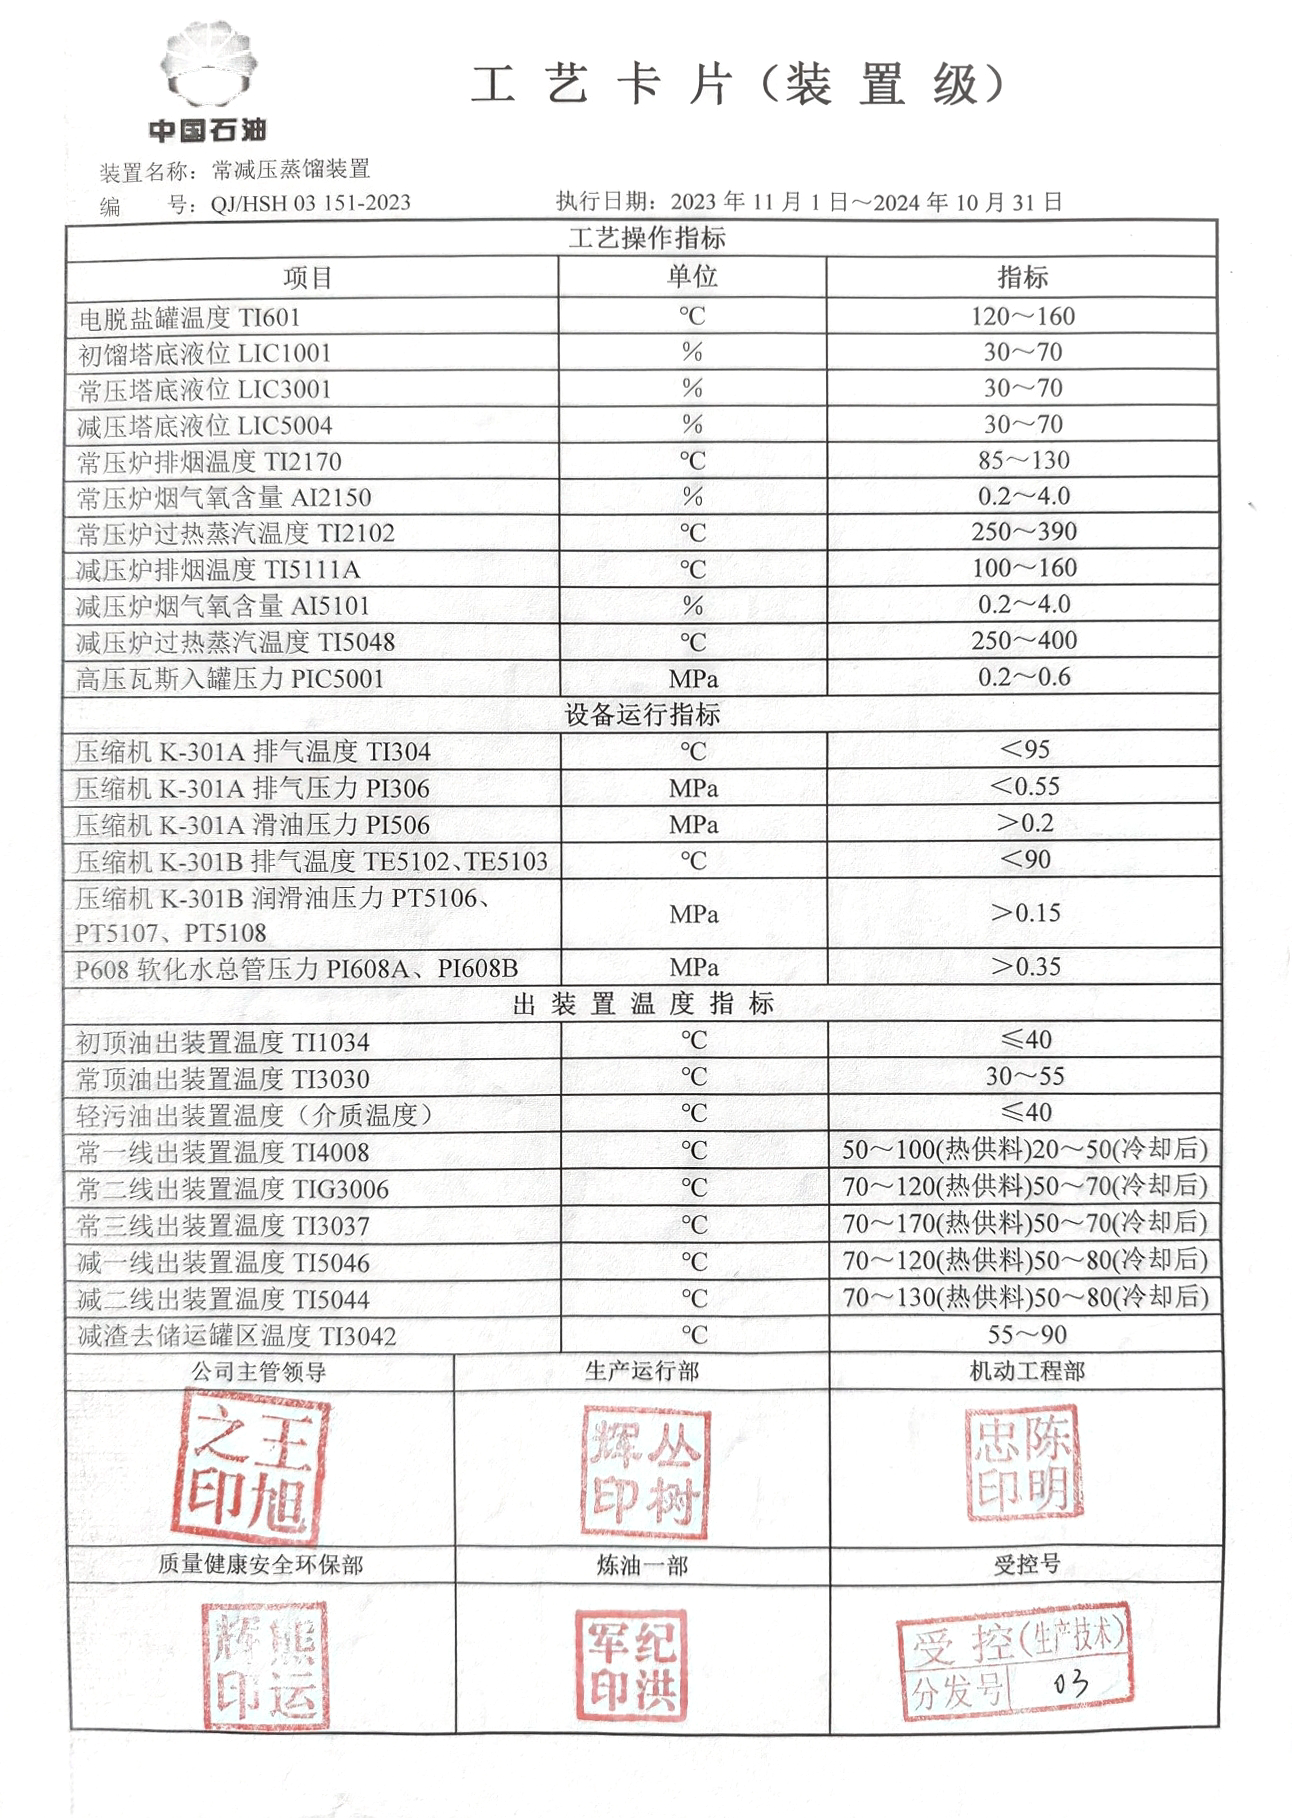 中国石油
工艺卡片（装置级）
装置名称：常减压蒸馏装置
编 号：QJ/HSH 03 151-2023 执行日期：2023 年 11 月 1 日～2024 年 10 月 31 日
工艺操作指标
项目 单位 指标
电脱盐罐温度 TI601 ℃ 120～160
初馏塔底液位 LIC1001 % 30～70
常压塔底液位 LIC3001 % 30～70
减压塔底液位 LIC5004 % 30～70
常压炉排烟温度 TI2170 ℃ 85～130
常压炉烟气氧含量 AI2150 % 0.2～4.0
常压炉过热蒸汽温度 TI2102 ℃ 250～390
减压炉排烟温度 TI5111A ℃ 100～160
减压炉烟气氧含量 AI5101 % 0.2～4.0
减压炉过热蒸汽温度 TI5048 ℃ 250～400
高压瓦斯入罐压力 PIC5001 MPa 0.2～0.6
设备运行指标
压缩机 K-301A 排气温度 TI304 ℃ ＜95
压缩机 K-301A 排气压力 PI306 MPa ＜0.55
压缩机 K-301A 滑油压力 PI506 MPa ＞0.2
压缩机 K-301B 排气温度 TE5102、TE5103 ℃ ＜90
压缩机 K-301B 润滑油压力 PT5106、
PT5107、PT5108 MPa ＞0.15
P608 软化水总管压力 PI608A、PI608B MPa ＞0.35
出装置温度指标
初顶油出装置温度 TI1034 ℃ ≤40
常顶油出装置温度 TI3030 ℃ 30～55
轻污油出装置温度（介质温度） ℃ ≤40
常一线出装置温度 TI4008 ℃ 50～100(热供料)20～50(冷却后)
常二线出装置温度 TIG3006 ℃ 70～120(热供料)50～70(冷却后)
常三线出装置温度 TI3037 ℃ 70～170(热供料)50～70(冷却后)
减一线出装置温度 TI5046 ℃ 70～120(热供料)50～80(冷却后)
减二线出装置温度 TI5044 ℃ 70～130(热供料)50～80(冷却后)
减渣去储运罐区温度 TI3042 ℃ 55～90
公司主管领导 生产运行部 机动工程部
王旭之印 丛树辉印 陈明忠印
质量健康安全环保部 炼油一部 受控号
熊运辉印 纪洪军印 受控(生产技术)
分发号 03